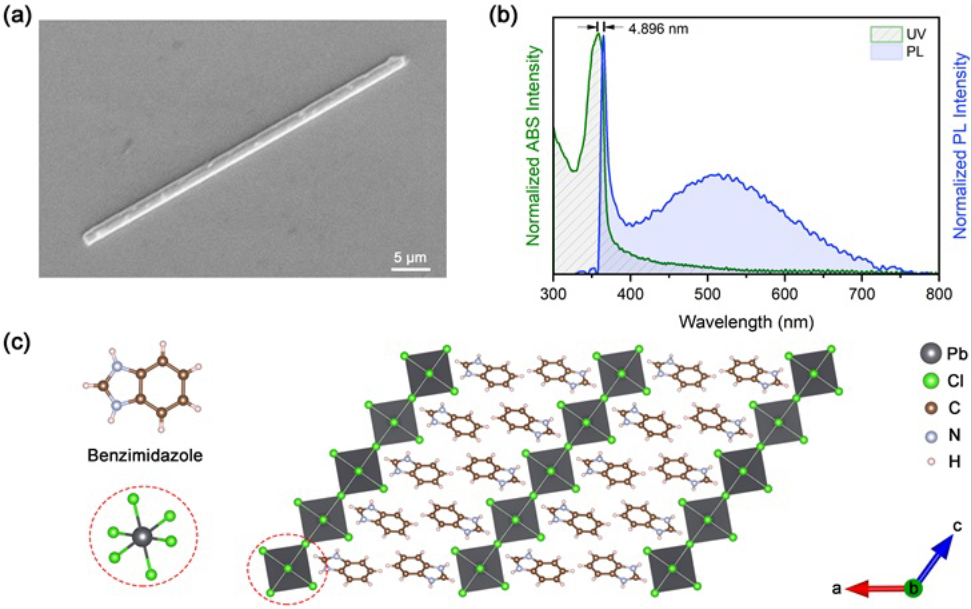 (a)
5 μm
(b)
4.896 nm
UV
PL
Normalized ABS Intensity
Normalized PL Intensity
300 400 500 600 700 800
Wavelength (nm)
(c)
Benzimidazole
Pb
Cl
C
N
H
c
a
b